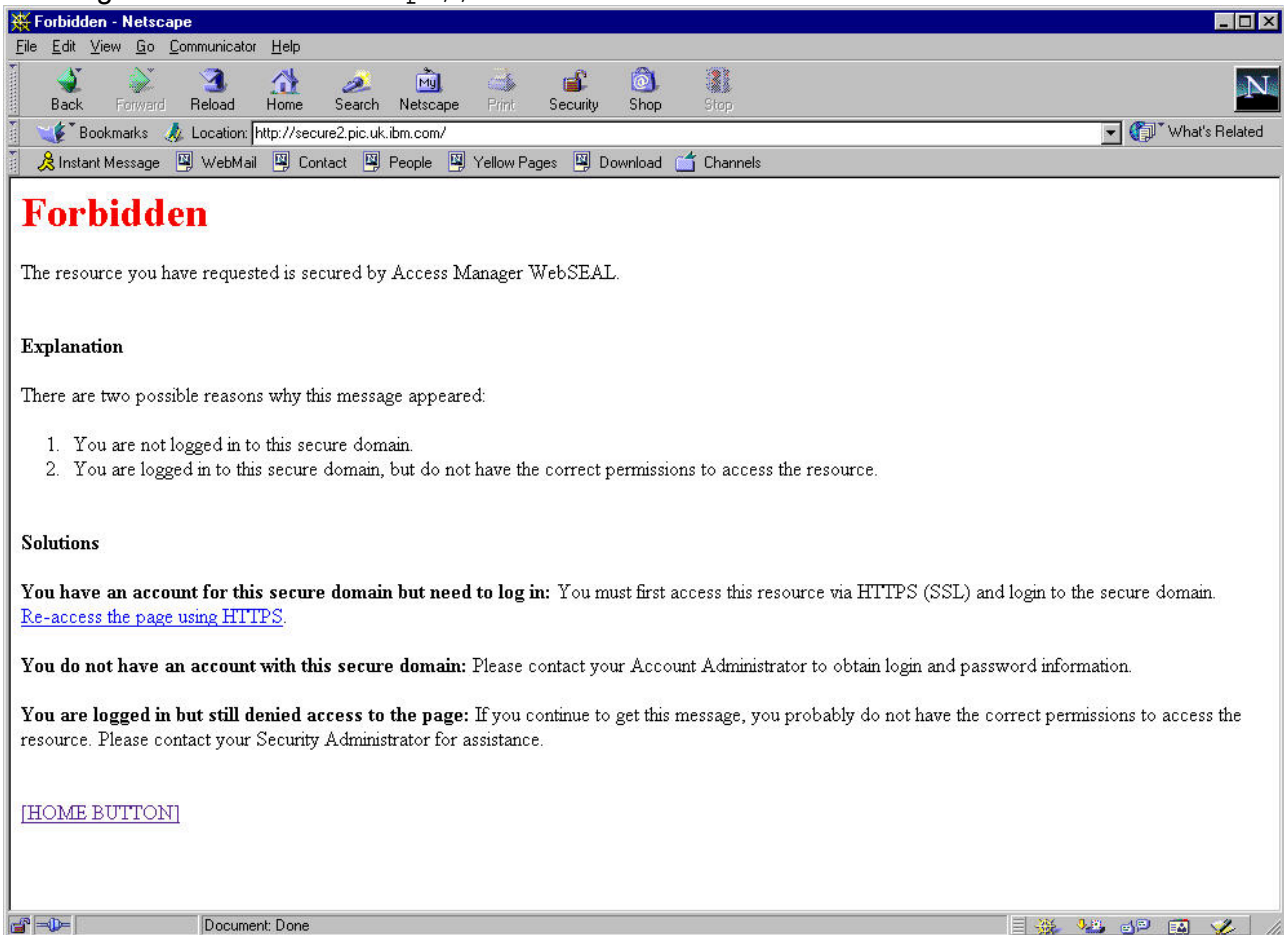 Forbidden - Netscape
File Edit View Go Communicator Help
Back Forward Reload Home Search Netscape Print Security Shop Stop
My
N
Bookmarks Location: http://secure2.pic.uk.ibm.com/ What's Related
Instant Message WebMail Contact People Yellow Pages Download Channels
Forbidden
The resource you have requested is secured by Access Manager WebSEAL.
Explanation
There are two possible reasons why this message appeared:
1. You are not logged in to this secure domain.
2. You are logged in to this secure domain, but do not have the correct permissions to access the resource.
Solutions
You have an account for this secure domain but need to log in: You must first access this resource via HTTPS (SSL) and login to the secure domain.
Re-access the page using HTTPS.
You do not have an account with this secure domain: Please contact your Account Administrator to obtain login and password information.
You are logged in but still denied access to the page: If you continue to get this message, you probably do not have the correct permissions to access the
resource. Please contact your Security Administrator for assistance.
[HOME BUTTON]
Document: Done